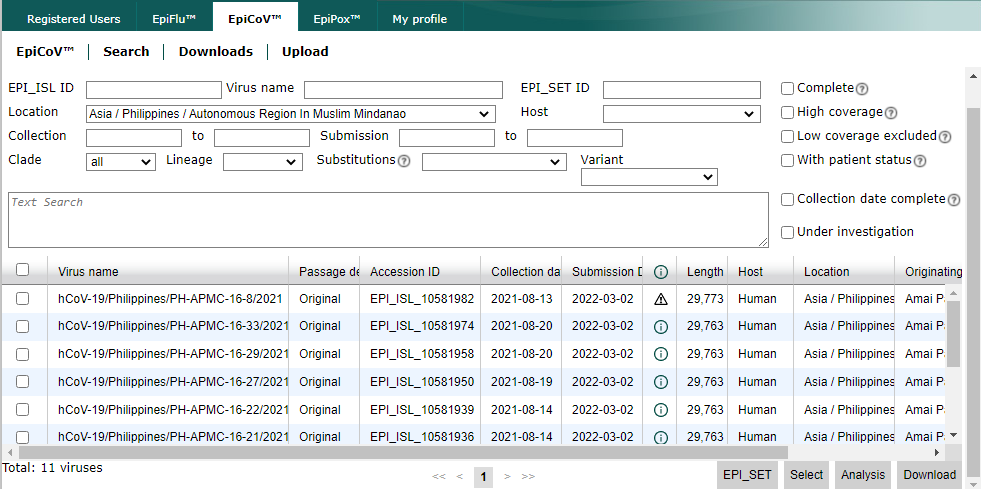 Registered Users EpiFlu™ EpiCoV™ EpiPox™ My profile
EpiCoV™ Search Downloads Upload
EPI_ISL ID Virus name EPI_SET ID Complete
Location Asia / Philippines / Autonomous Region In Muslim Mindanao Host High coverage
Collection to Submission to Low coverage excluded
Clade all Lineage Substitutions Variant With patient status
Text Search Collection date complete
Under investigation
Virus name Passage de Accession ID Collection da Submission D Length Host Location Originating
hCoV-19/Philippines/PH-APMC-16-8/2021 Original EPI_ISL_10581982 2021-08-13 2022-03-02 29,773 Human Asia / Philippines Amai P
hCoV-19/Philippines/PH-APMC-16-33/2021 Original EPI_ISL_10581974 2021-08-20 2022-03-02 29,763 Human Asia / Philippines Amai P
hCoV-19/Philippines/PH-APMC-16-29/2021 Original EPI_ISL_10581958 2021-08-20 2022-03-02 29,763 Human Asia / Philippines Amai P
hCoV-19/Philippines/PH-APMC-16-27/2021 Original EPI_ISL_10581950 2021-08-19 2022-03-02 29,763 Human Asia / Philippines Amai P
hCoV-19/Philippines/PH-APMC-16-22/2021 Original EPI_ISL_10581939 2021-08-14 2022-03-02 29,763 Human Asia / Philippines Amai P
hCoV-19/Philippines/PH-APMC-16-21/2021 Original EPI_ISL_10581936 2021-08-14 2022-03-02 29,763 Human Asia / Philippines Amai P
Total: 11 viruses << < 1 > >> EPI_SET Select Analysis Download